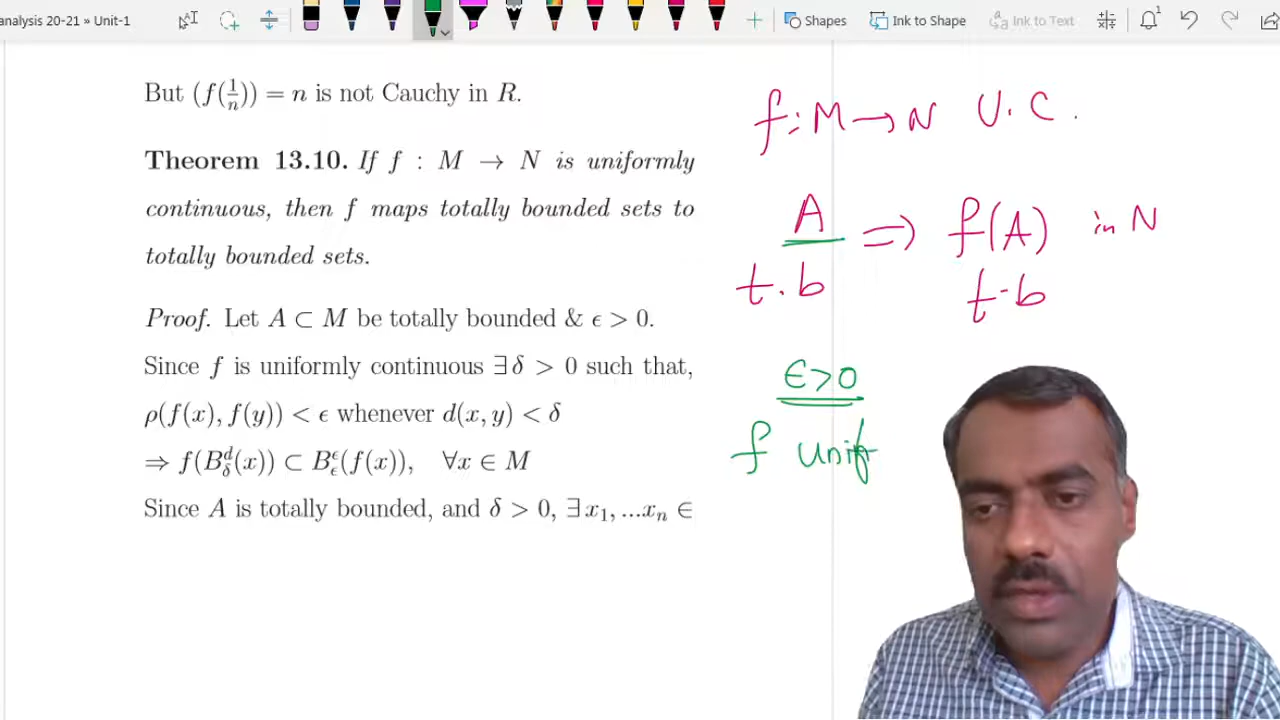 analysis 20-21 » Unit-1
Shapes
Ink to Shape
Ink to Text
But (f(1/n)) = n is not Cauchy in R.
Theorem 13.10. If f : M → N is uniformly
continuous, then f maps totally bounded sets to
totally bounded sets.
Proof. Let A ⊂ M be totally bounded & ϵ > 0.
Since f is uniformly continuous ∃δ > 0 such that,
ρ(f(x), f(y)) < ϵ whenever d(x, y) < δ
⇒ f(B_δ^d(x)) ⊂ B_ϵ^ϵ(f(x)), ∀x ∈ M
Since A is totally bounded, and δ > 0, ∃x₁, ...xₙ ∈
f: M → N U.C.
A ⇒ f(A) in N
t.b t.b
ϵ>0
f unif